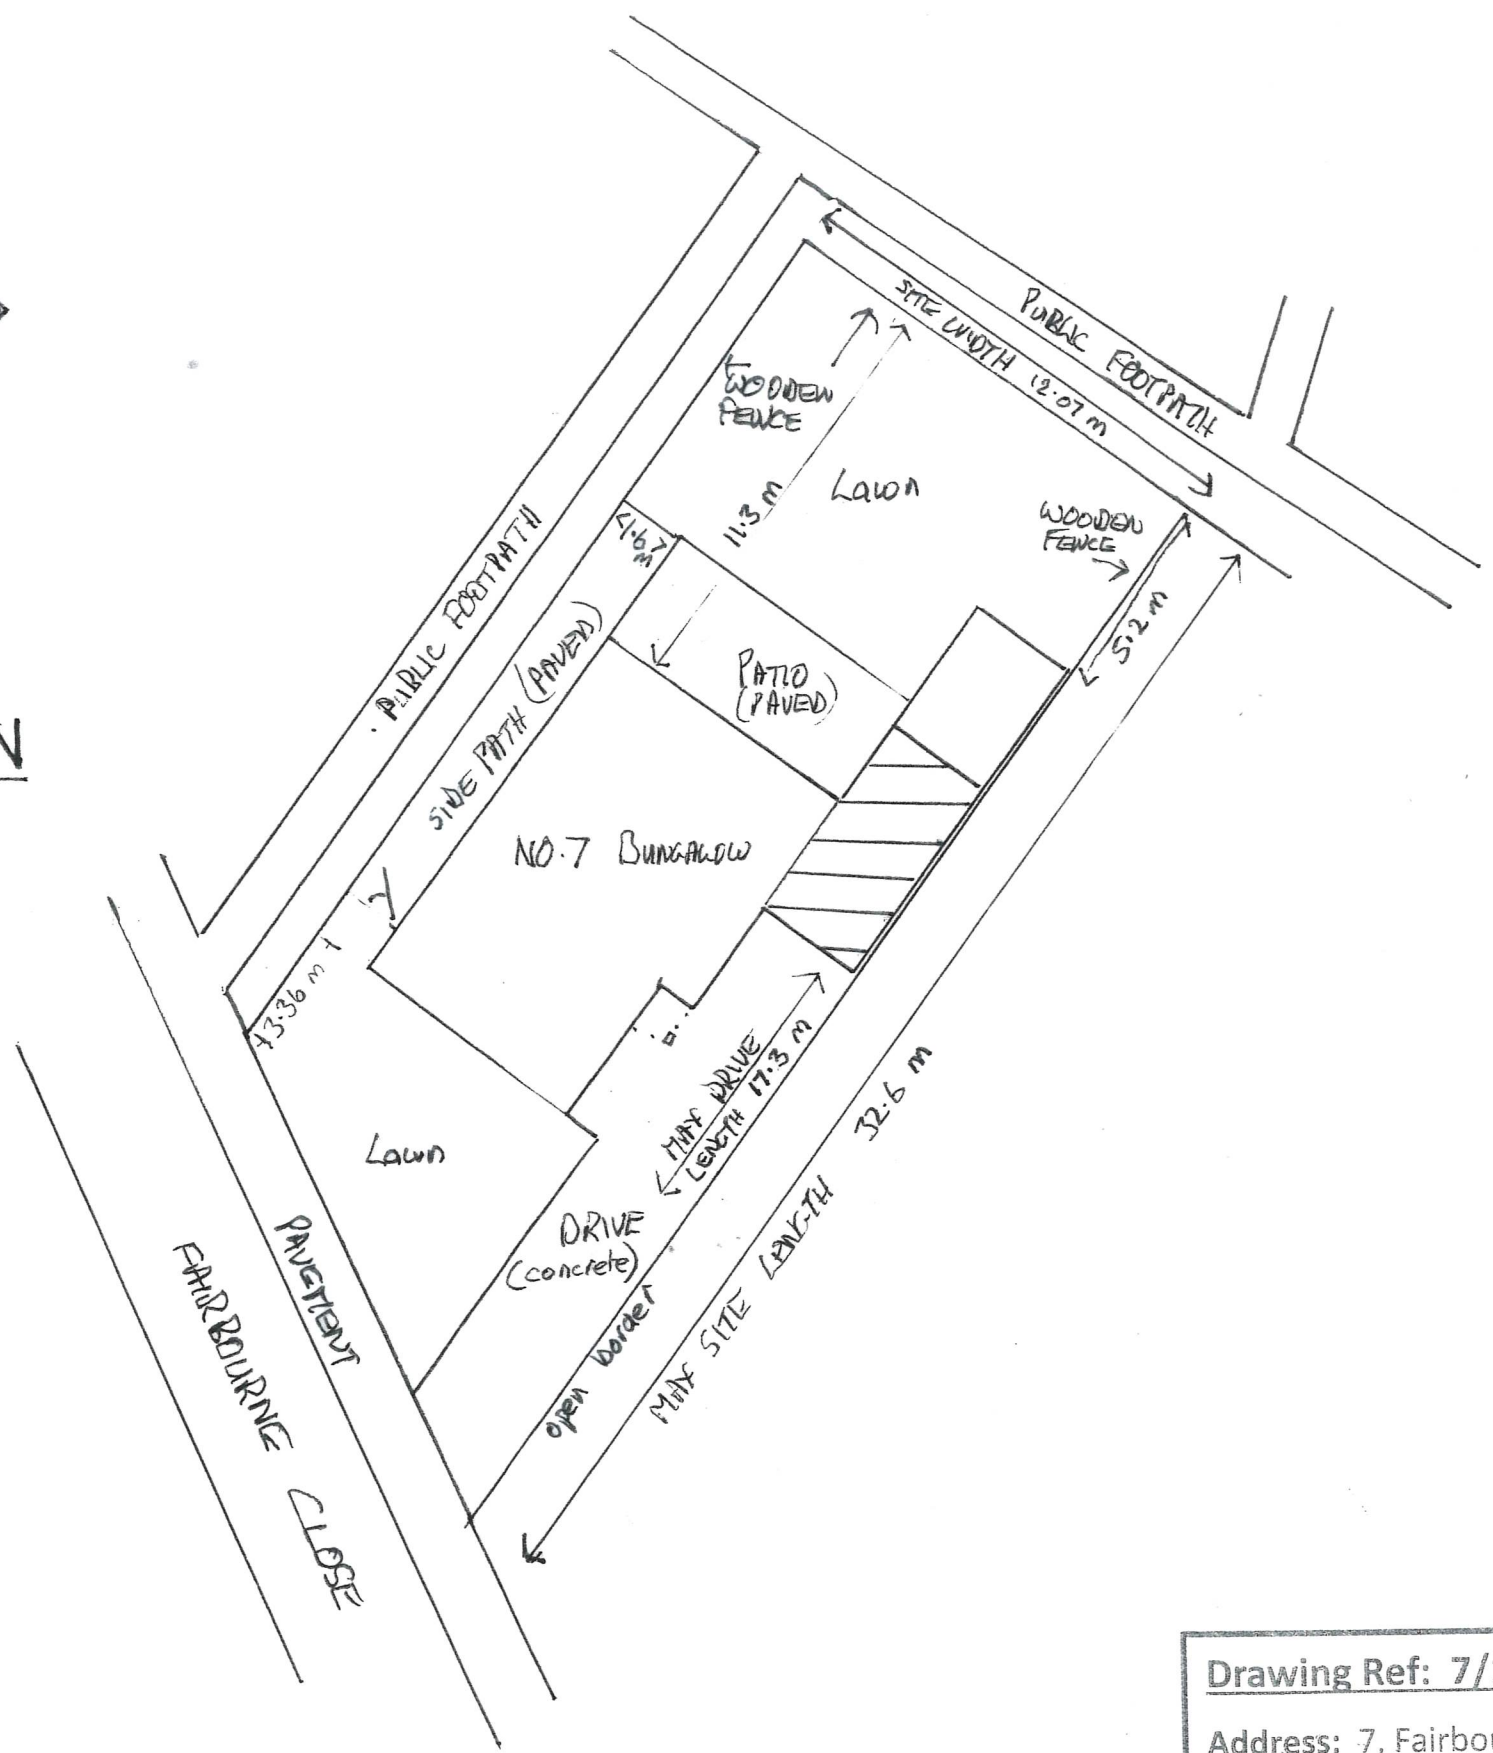 PUBLIC FOOTPATH
SITE WIDTH 12.07 m
WOODEN
FENCE
11.3 m
Lawn
WOODEN
FENCE
5.2 m
1.67
m
PUBLIC FOOTPATH
SIDE PATH (PAVED)
PATIO
(PAVED)
N
NO.7 BUNGALOW
3.36 m
MAX DRIVE
LENGTH 17.3 m
MAX SITE LENGTH 32.6 m
Lawn
DRIVE
(concrete)
open border
PAVEMENT
FAIRBOURNE CLOSE
Drawing Ref: 7/
Address: 7, Fairbou